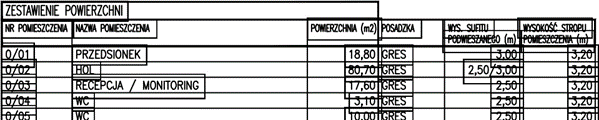 ZESTAWIENIE POWIERZCHNI
NR POMIESZCZENIA NAZWA POMIESZCZENIA POWIERZCHNIA (m2) POSADZKA WYS. SUFITU PODWIESZANEGO (m) WYSOKOŚĆ STROPU POMIESZCZENIA (m)
0/01 PRZEDSIONEK 18,80 GRES 3,00 3,20
0/02 HOL 80,70 GRES 2,50/3,00 3,20
0/03 RECEPCJA / MONITORING 17,60 GRES 2,50 3,20
0/04 WC 3,10 GRES 2,50 3,20
0/05 WC 10,00 GRES 2,50 3,20